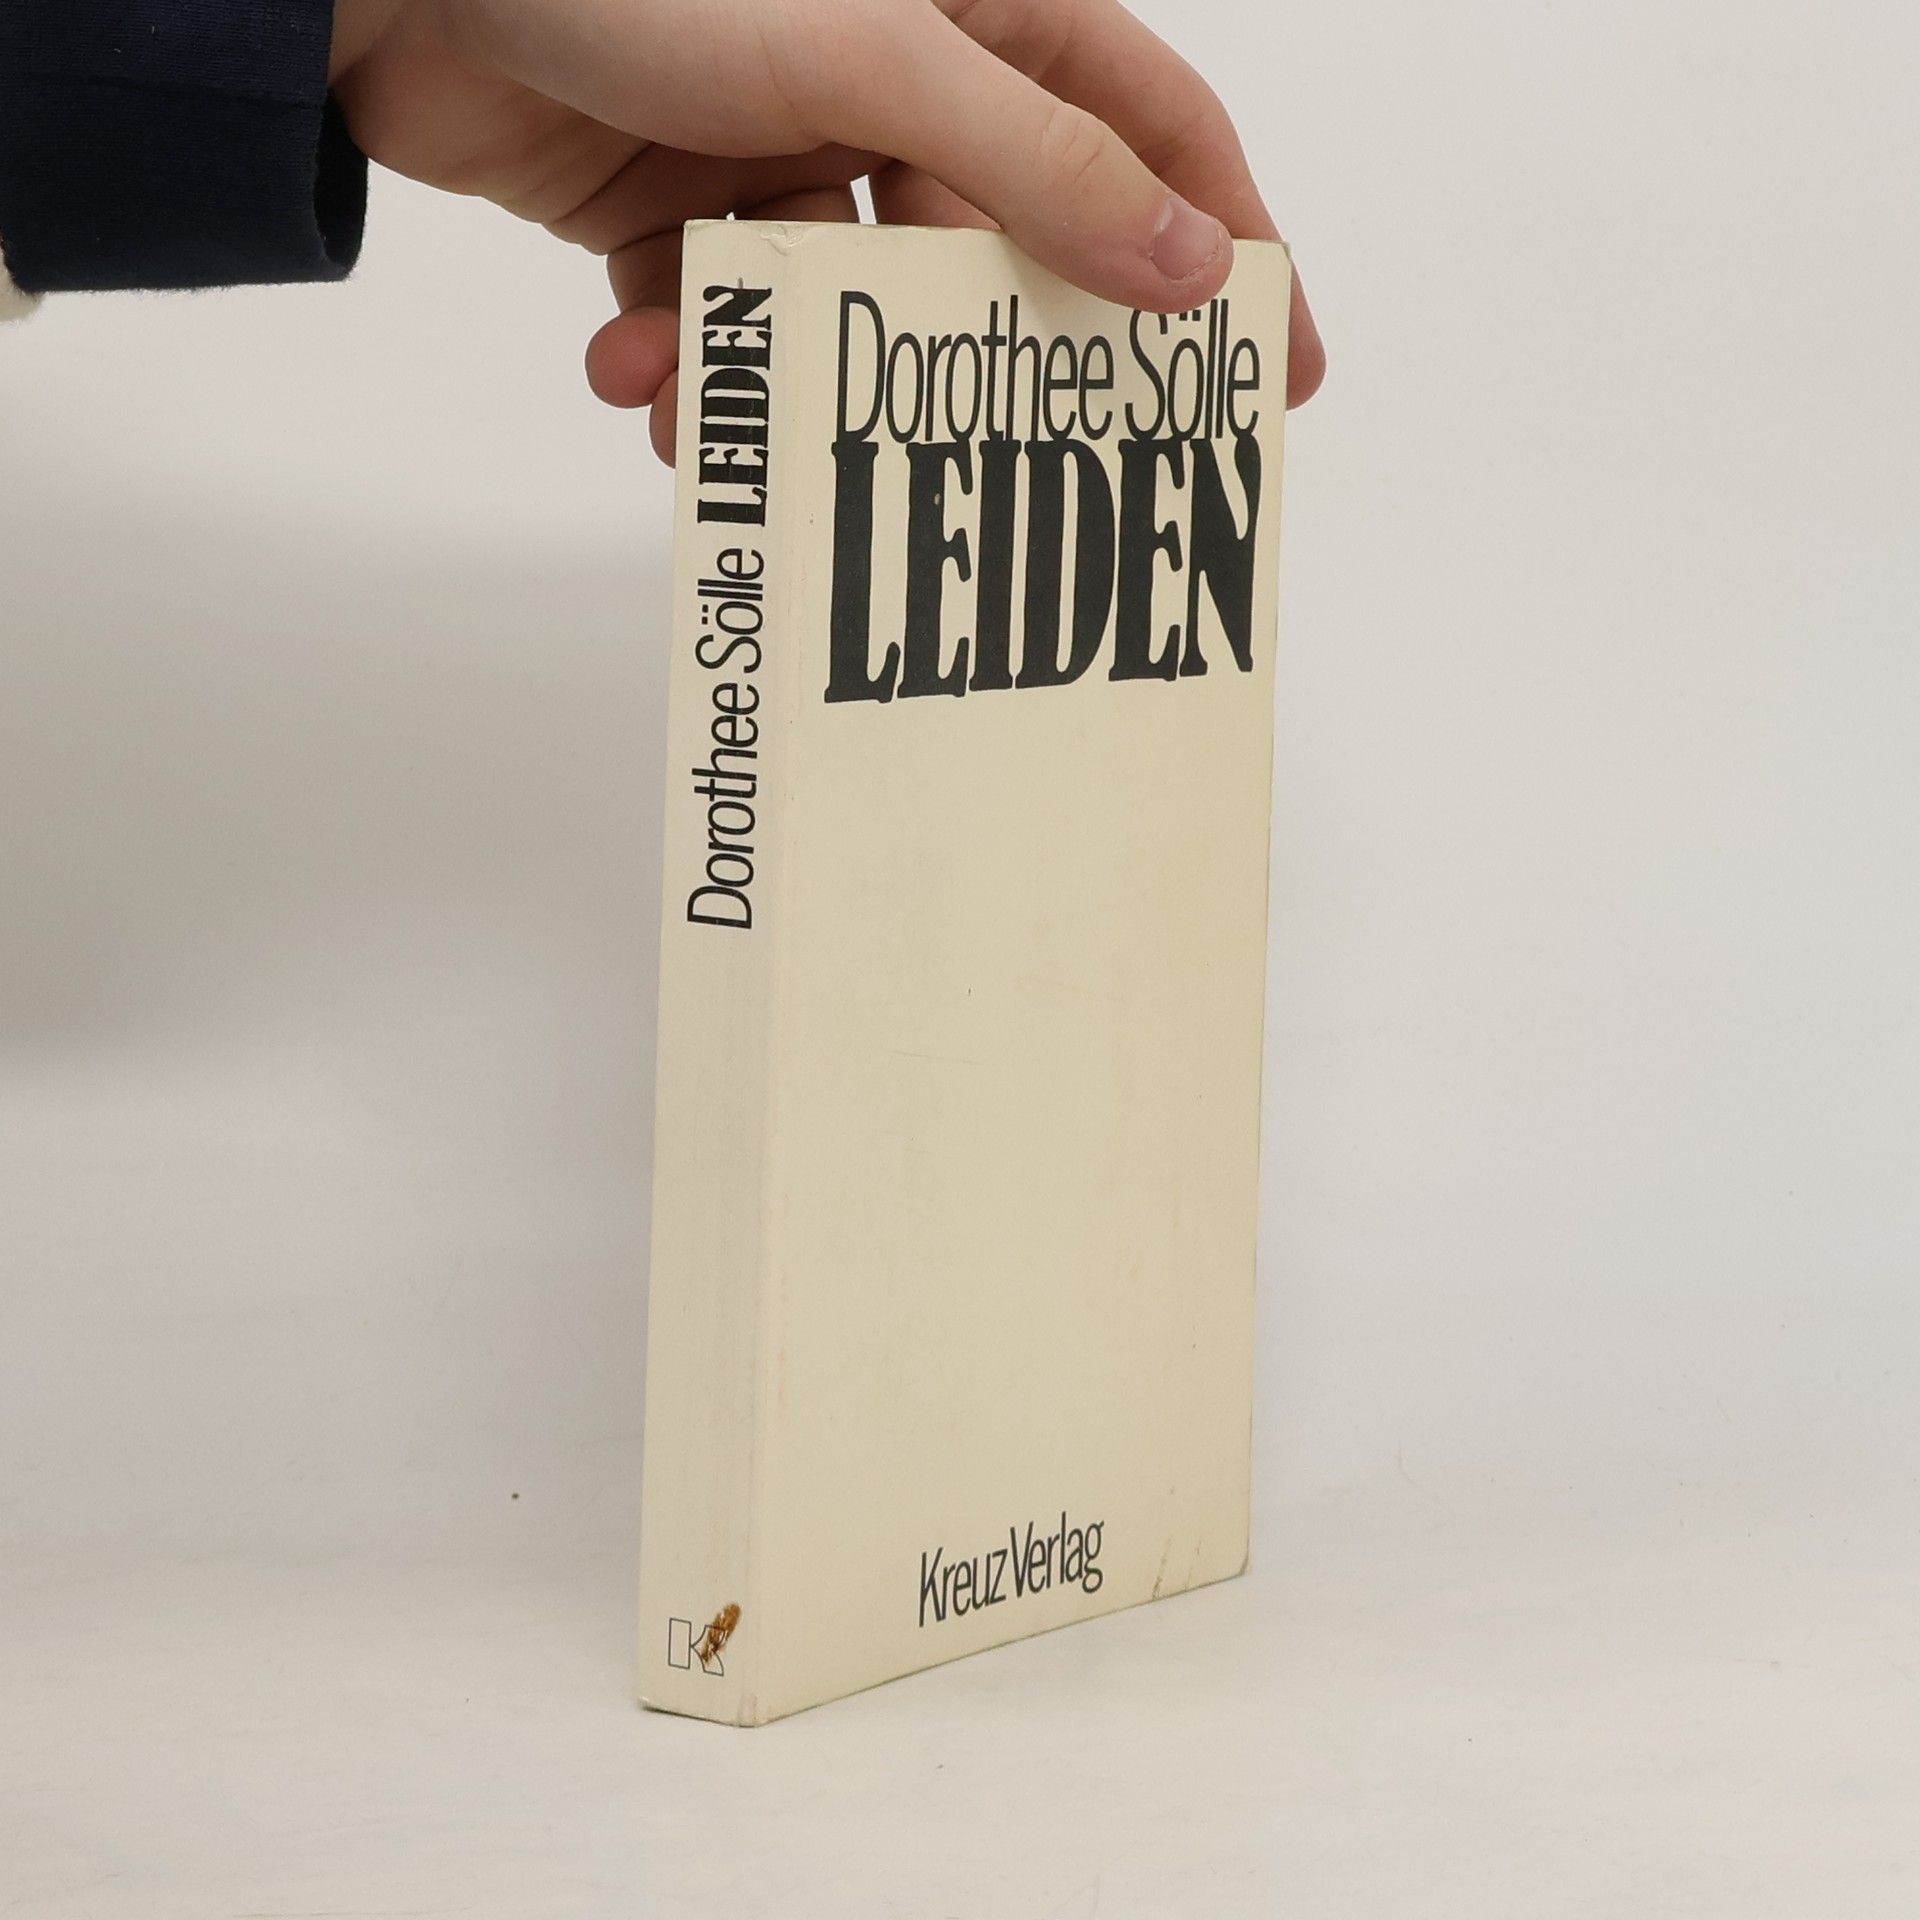 Dorothee Sölle LEIDEN
Dorothee Sölle
LEIDEN
Kreuz Verlag
K